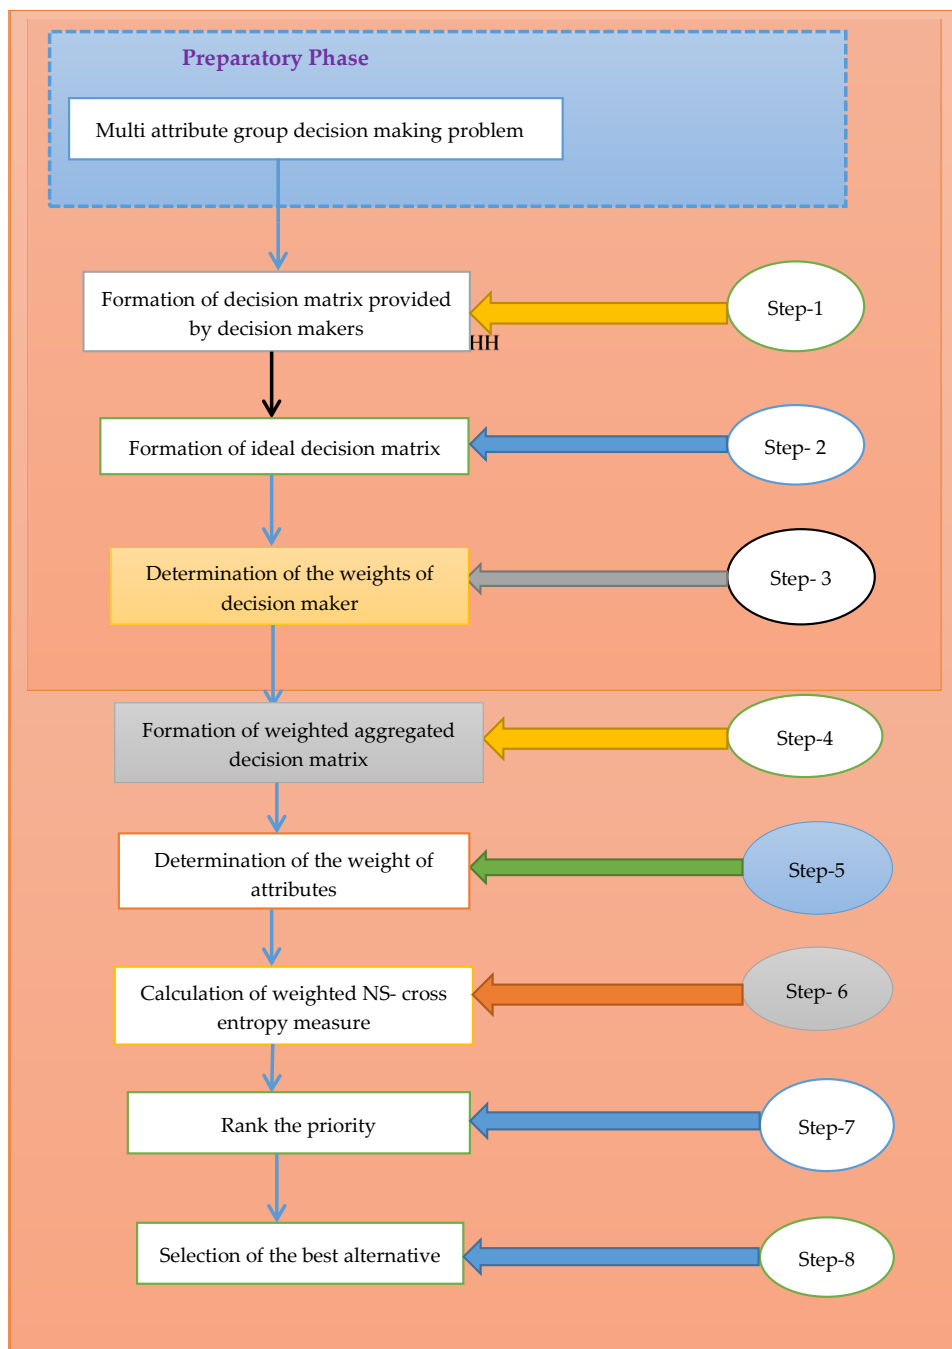 Preparatory Phase
Multi attribute group decision making problem
Formation of decision matrix provided
by decision makers
Step-1
HH
Formation of ideal decision matrix
Step- 2
Determination of the weights of
decision maker
Step- 3
Formation of weighted aggregated
decision matrix
Step-4
Determination of the weight of
attributes
Step-5
Calculation of weighted NS- cross
entropy measure
Step- 6
Rank the priority
Step-7
Selection of the best alternative
Step-8